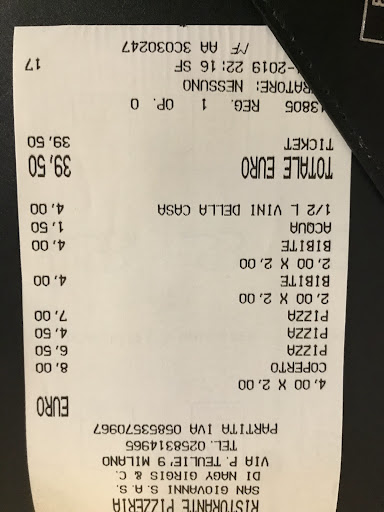 RISTORANTE PIZZERIA
SAN GIOVANNI S.A.S.
DI NAGY GIRGIS & C.
VIA P. TEULIE'9 MILANO
TEL. 0258314965
PARTITA IVA 05853570967
EURO
4,00 X 2,00
COPERTO 8,00
PIZZA 6,50
PIZZA 4,50
PIZZA 7,00
2,00 X 2,00
BIBITE 4,00
2,00 X 2,00
BIBITE 4,00
ACQUA 1,50
1/2 L VINI DELLA CASA 4,00
TOTALE EURO 39,50
TICKET 39,50
3805 REG. 1 OP. 0
RATORE: NESSUNO
-2019 22:16 SF 17
MF AA 3C030247